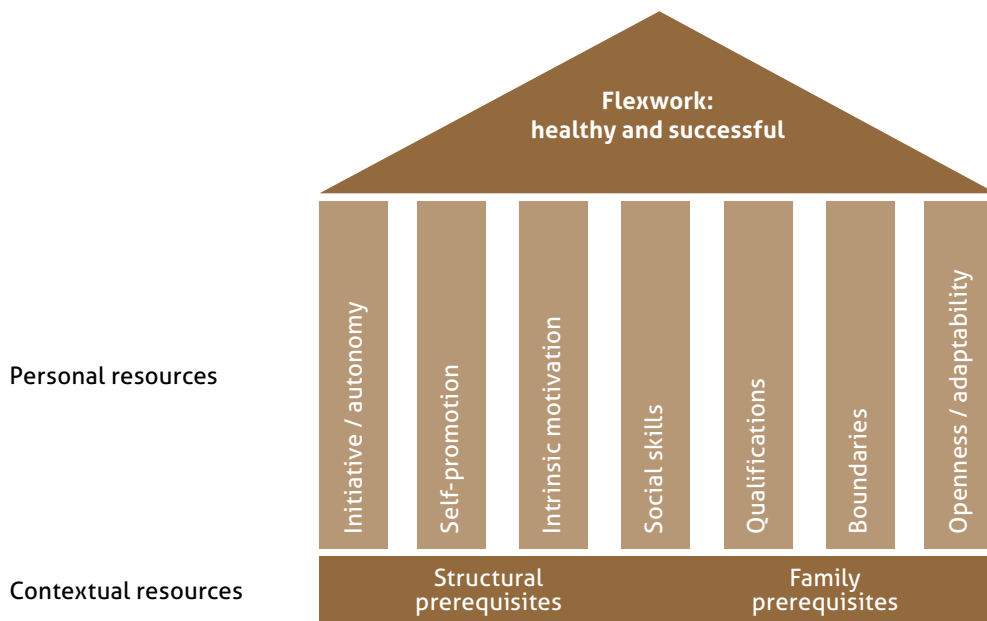 Flexwork:
healthy and successful
Personal resources
Initiative / autonomy
Self-promotion
Intrinsic motivation
Social skills
Qualifications
Boundaries
Openness / adaptability
Contextual resources
Structural
prerequisites
Family
prerequisites